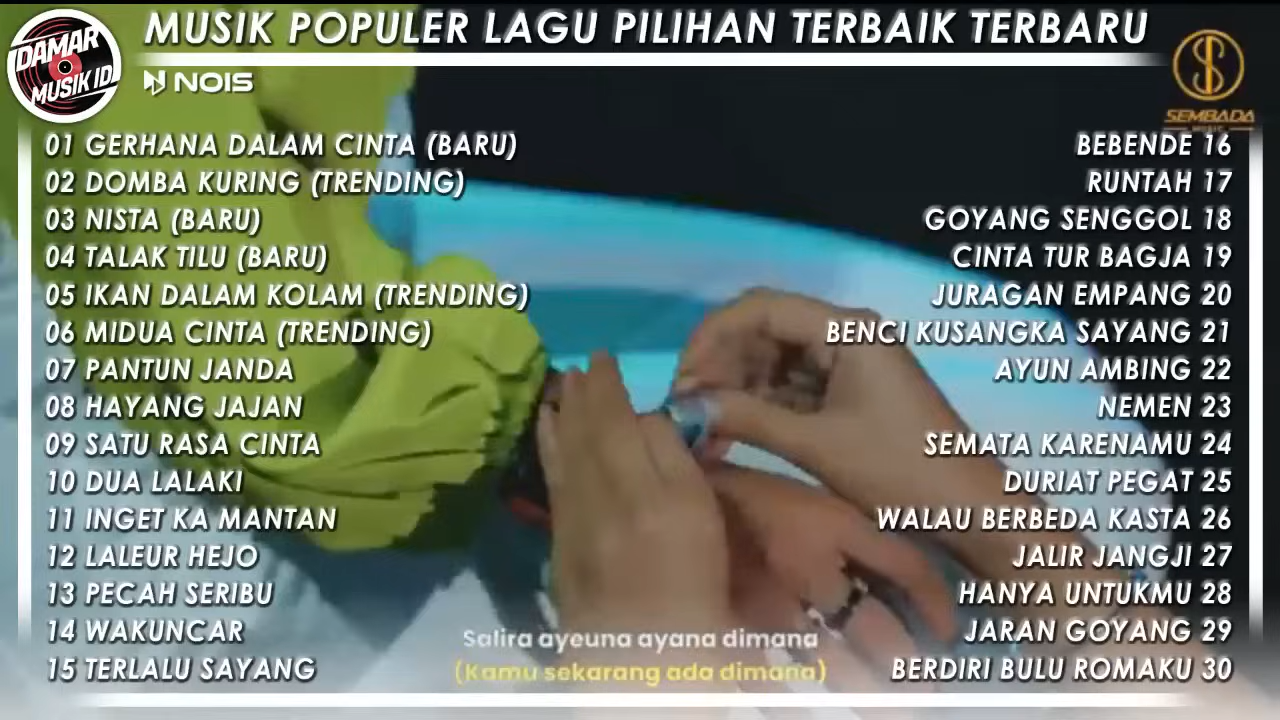 MUSIK POPULER LAGU PILIHAN TERBAIK TERBARU
DAMAR
MUSIK ID
NOIS
SEMBADA
MUSIC
01 GERHANA DALAM CINTA (BARU)
02 DOMBA KURING (TRENDING)
03 NISTA (BARU)
04 TALAK TILU (BARU)
05 IKAN DALAM KOLAM (TRENDING)
06 MIDUA CINTA (TRENDING)
07 PANTUN JANDA
08 HAYANG JAJAN
09 SATU RASA CINTA
10 DUA LALAKI
11 INGET KA MANTAN
12 LALEUR HEJO
13 PECAH SERIBU
14 WAKUNCAR
15 TERLALU SAYANG
BEBENDE 16
RUNTAH 17
GOYANG SENGGOL 18
CINTA TUR BAGJA 19
JURAGAN EMPANG 20
BENCI KUSANGKA SAYANG 21
AYUN AMBING 22
NEMEN 23
SEMATA KARENAMU 24
DURIAT PEGAT 25
WALAU BERBEDA KASTA 26
JALIR JANGJI 27
HANYA UNTUKMU 28
JARAN GOYANG 29
BERDIRI BULU ROMAKU 30
Salira ayeuna ayana dimana
(Kamu sekarang ada dimana)